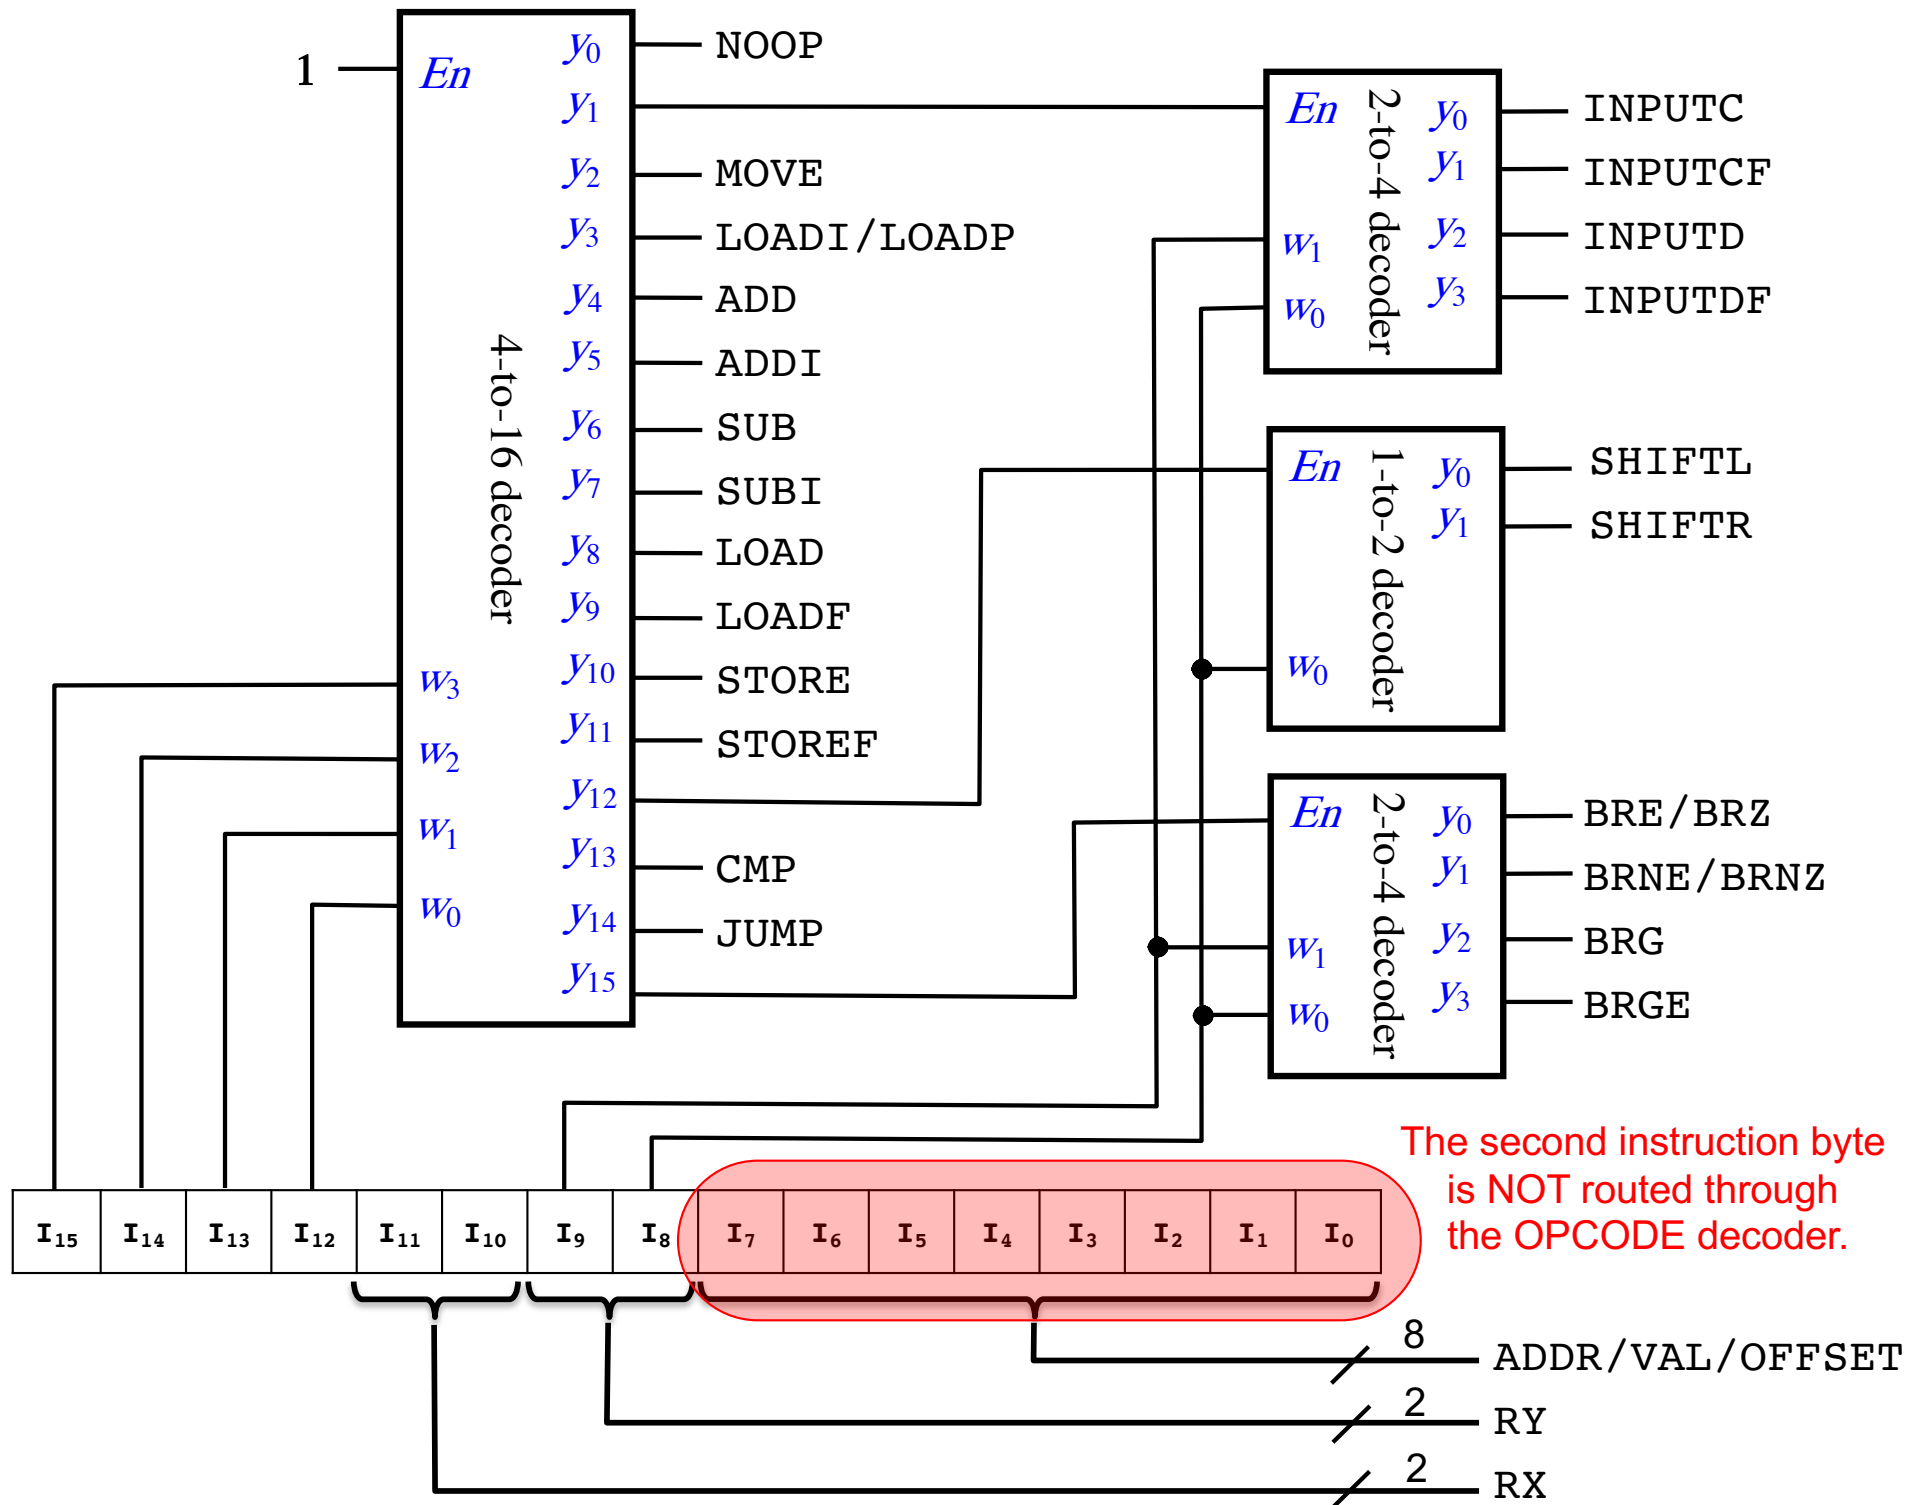 1
En
4-to-16 decoder
w3
w2
w1
w0
y0 NOOP
y1
y2 MOVE
y3 LOADI/LOADP
y4 ADD
y5 ADDI
y6 SUB
y7 SUBI
y8 LOAD
y9 LOADF
y10 STORE
y11 STOREF
y12
y13 CMP
y14 JUMP
y15
En
w1
w0
2-to-4 decoder
y0 INPUTC
y1 INPUTCF
y2 INPUTD
y3 INPUTDF
En
w0
1-to-2 decoder
y0 SHIFTL
y1 SHIFTR
En
w1
w0
2-to-4 decoder
y0 BRE/BRZ
y1 BRNE/BRNZ
y2 BRG
y3 BRGE
The second instruction byte
is NOT routed through
the OPCODE decoder.
I15 I14 I13 I12 I11 I10 I9 I8 I7 I6 I5 I4 I3 I2 I1 I0
8 ADDR/VAL/OFFSET
2 RY
2 RX